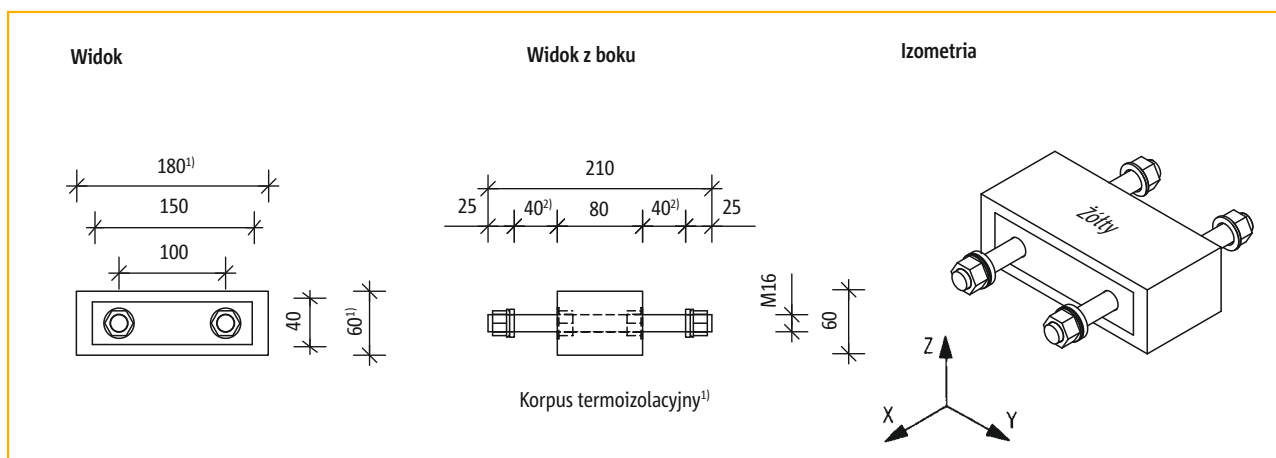 Widok
Widok z boku
Izometria
180¹⁾
150
100
40
60¹⁾
210
25 40²⁾ 80 40²⁾ 25
M16
60
Korpus termoizolacyjny¹⁾
Żółty
Z
X
Y